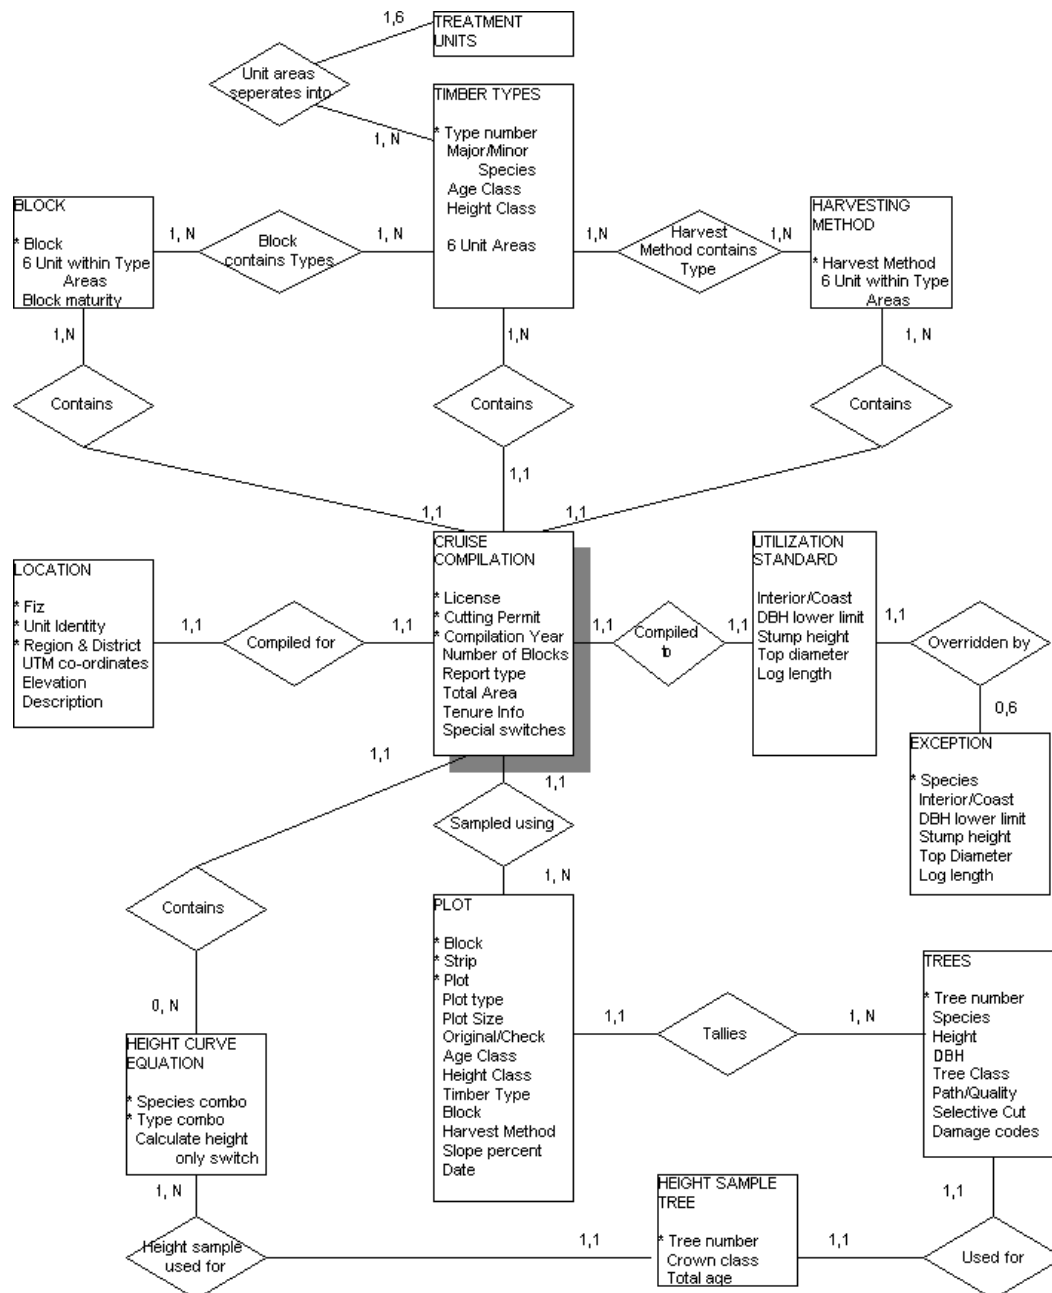 1,6
TREATMENT
UNITS
Unit areas
seperates into
1, N
TIMBER TYPES
* Type number
Major/Minor
Species
Age Class
Height Class
6 Unit Areas
BLOCK
* Block
6 Unit within Type
Areas
Block maturity
1, N
Block
contains Types
1, N
1,N
Harvest
Method contains
Type
1,N
HARVESTING
METHOD
* Harvest Method
6 Unit within Type
Areas
1,N
1,N
1, N
Contains
Contains
Contains
1,1
1,1
1,1
LOCATION
* Fiz
* Unit Identity
* Region & District
UTM co-ordinates
Elevation
Description
1,1
Compiled for
1,1
CRUISE
COMPILATION
* License
* Cutting Permit
* Compilation Year
Number of Blocks
Report type
Total Area
Tenure Info
Special switches
1,1
Compiled
to
1,1
UTILIZATION
STANDARD
Interior/Coast
DBH lower limit
Stump height
Top diameter
Log length
1,1
Overridden by
0,6
EXCEPTION
* Species
Interior/Coast
DBH lower limit
Stump height
Top Diameter
Log length
1,1
1,1
Sampled using
1, N
Contains
0, N
PLOT
* Block
* Strip
* Plot
Plot type
Plot Size
Original/Check
Age Class
Height Class
Timber Type
Block
Harvest Method
Slope percent
Date
1,1
Tallies
1, N
TREES
* Tree number
Species
Height
DBH
Tree Class
Path/Quality
Selective Cut
Damage codes
HEIGHT CURVE
EQUATION
* Species combo
* Type combo
Calculate height
only switch
1, N
Height sample
used for
1,1
HEIGHT SAMPLE
TREE
* Tree number
Crown class
Total age
1,1
1,1
Used for